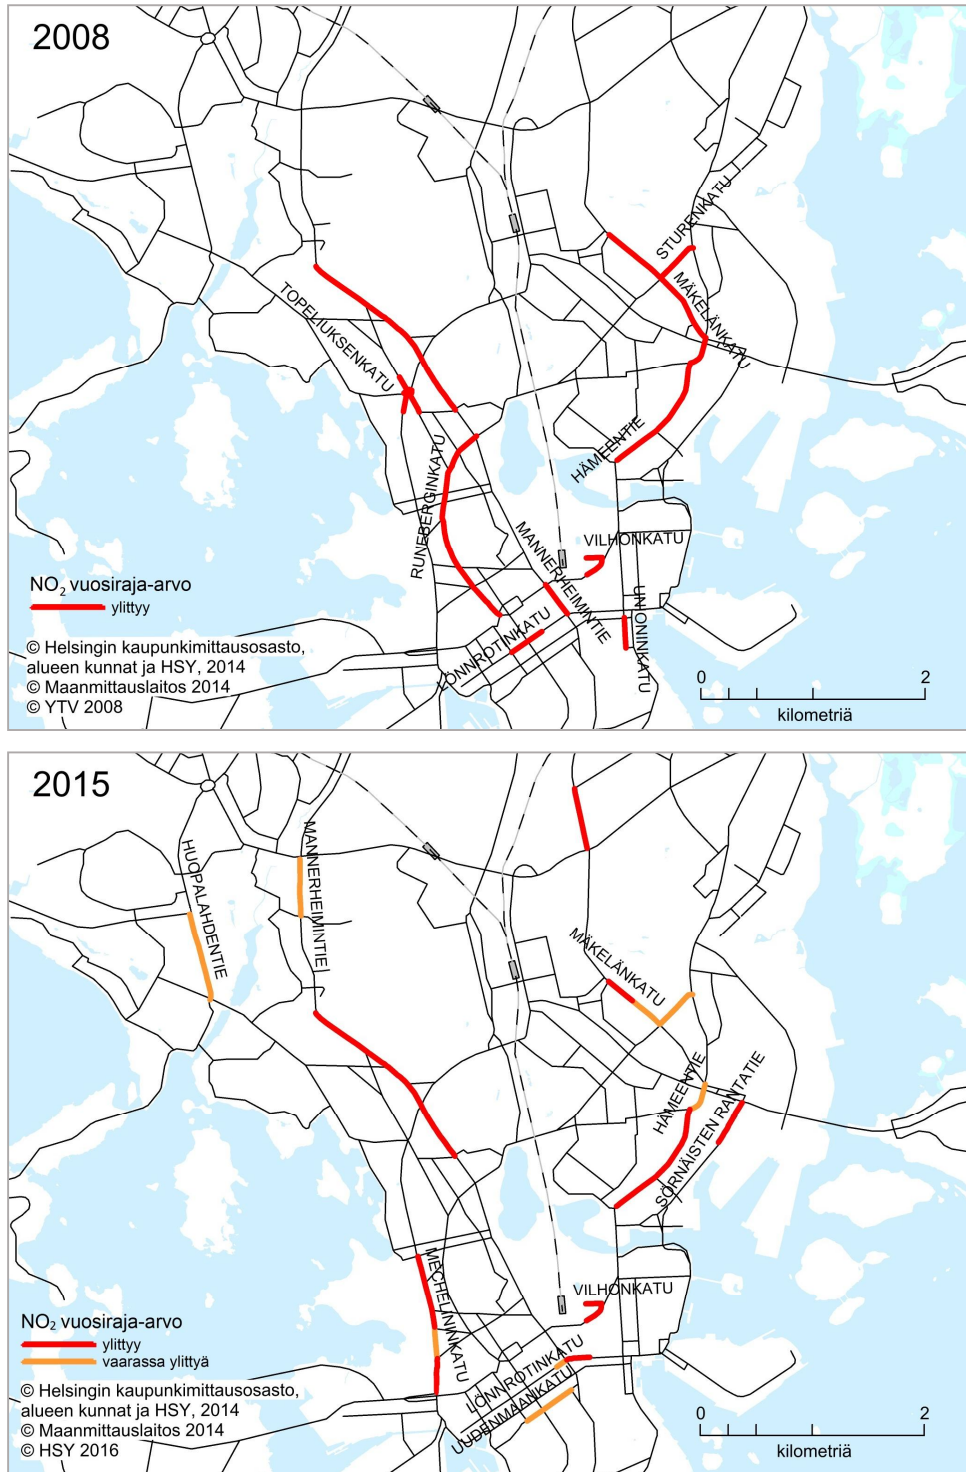 2008
STURENKATU
MÄKELÄNKATU
TOPELIUKSENKATU
HÄMEENTIE
RUNEBERGINKATU
MANNERHEIMINTIE
VILHONKATU
UNIONINKATU
LÖNNROTINKATU
NO₂ vuosiraja-arvo
ylittyy
© Helsingin kaupunkimittausosasto,
alueen kunnat ja HSY, 2014
© Maanmittauslaitos 2014
© YTV 2008
0 2
kilometriä
2015
HUOPALAHDENTIE
MANNERHEIMINTIE
MÄKELÄNKATU
HÄMEENTIE
SÖRNÄISTEN RANTATIE
MECHELININKATU
VILHONKATU
LÖNNROTINKATU
UUDENMAANKATU
NO₂ vuosiraja-arvo
ylittyy
vaarassa ylittyä
© Helsingin kaupunkimittausosasto,
alueen kunnat ja HSY, 2014
© Maanmittauslaitos 2014
© HSY 2016
0 2
kilometriä